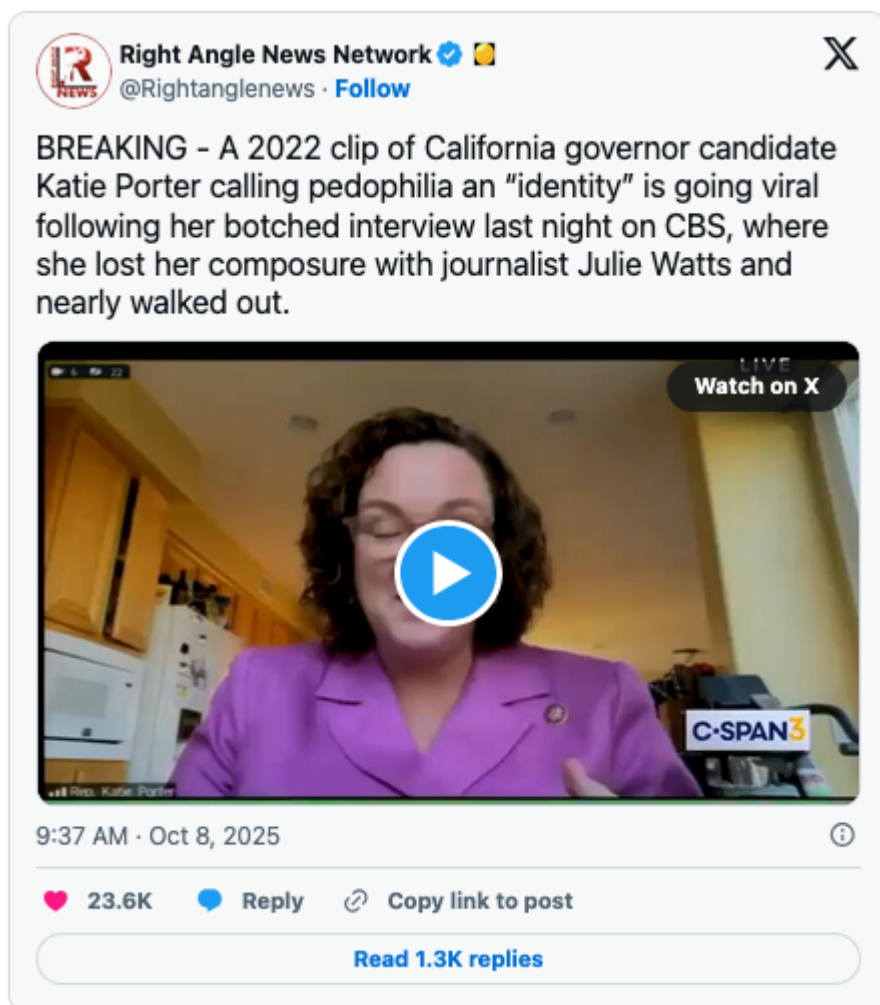 Right Angle News Network
@Rightanglenews · Follow
BREAKING - A 2022 clip of California governor candidate
Katie Porter calling pedophilia an “identity” is going viral
following her botched interview last night on CBS, where
she lost her composure with journalist Julie Watts and
nearly walked out.
6 22
LIVE
Watch on X
C-SPAN3
Rep. Katie Porter
9:37 AM · Oct 8, 2025
23.6K Reply Copy link to post
Read 1.3K replies